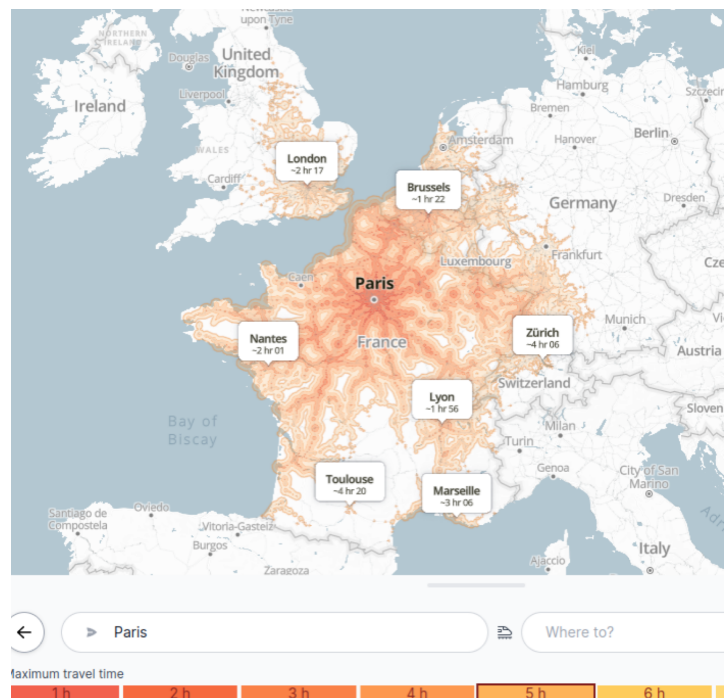 Newcastle
upon Tyne
NORTHERN
IRELAND
Kiel
Douglas
United
Kingdom
Hamburg
Szczecin
Liverpool
Ireland
Bremen
Berlin
Amsterdam
Hanover
WALES
London
~2 hr 17
Cardiff
Brussels
~1 hr 22
Dresden
Germany
Frankfurt
Luxembourg
Caen
Paris
Nantes
~2 hr 01
France
Zürich
~4 hr 06
Munich
Austria
Switzerland
Lyon
~1 hr 56
Sloven
Bay of
Biscay
Milan
Turin
Genoa
City of San
Marino
Toulouse
~4 hr 20
Marseille
~3 hr 06
Santiago de
Compostela
Oviedo
Vitoria-Gasteiz
Burgos
Zaragoza
Ajaccio
Italy
Paris
Where to?
Maximum travel time
1 h 2 h 3 h 4 h 5 h 6 h